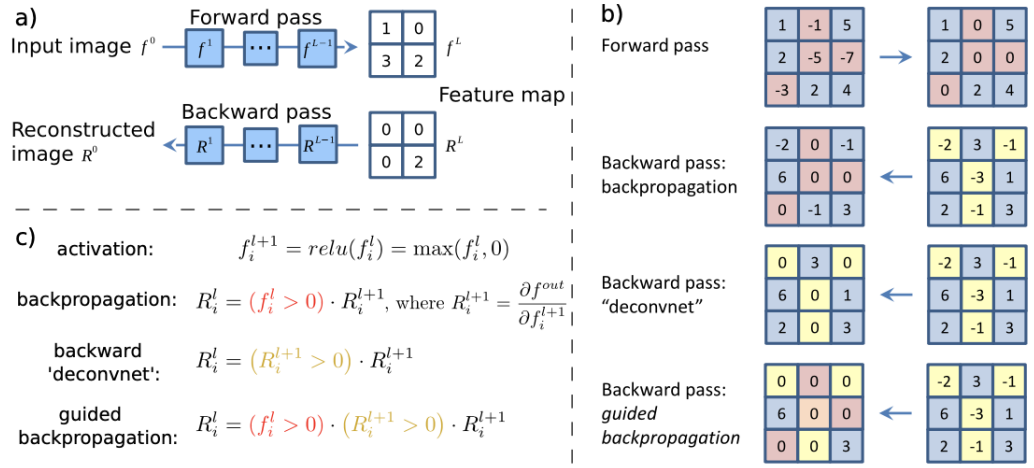 a)
Forward pass
Input image f^0
f^1 ... f^{L-1}
1 0
3 2
f^L
Feature map
Backward pass
Reconstructed
image R^0
R^1 ... R^{L-1}
0 0
0 2
R^L
c)
activation: f_i^{l+1} = relu(f_i^l) = max(f_i^l, 0)
backpropagation: R_i^l = (f_i^l > 0) · R_i^{l+1}, where R_i^{l+1} = ∂f^{out} / ∂f_i^{l+1}
backward
'deconvnet': R_i^l = (R_i^{l+1} > 0) · R_i^{l+1}
guided
backpropagation: R_i^l = (f_i^l > 0) · (R_i^{l+1} > 0) · R_i^{l+1}
b)
Forward pass
1 -1 5
2 -5 -7
-3 2 4
1 0 5
2 0 0
0 2 4
Backward pass:
backpropagation
-2 0 -1
6 0 0
0 -1 3
-2 3 -1
6 -3 1
2 -1 3
Backward pass:
“deconvnet”
0 3 0
6 0 1
2 0 3
-2 3 -1
6 -3 1
2 -1 3
Backward pass:
guided
backpropagation
0 0 0
6 0 0
0 0 3
-2 3 -1
6 -3 1
2 -1 3